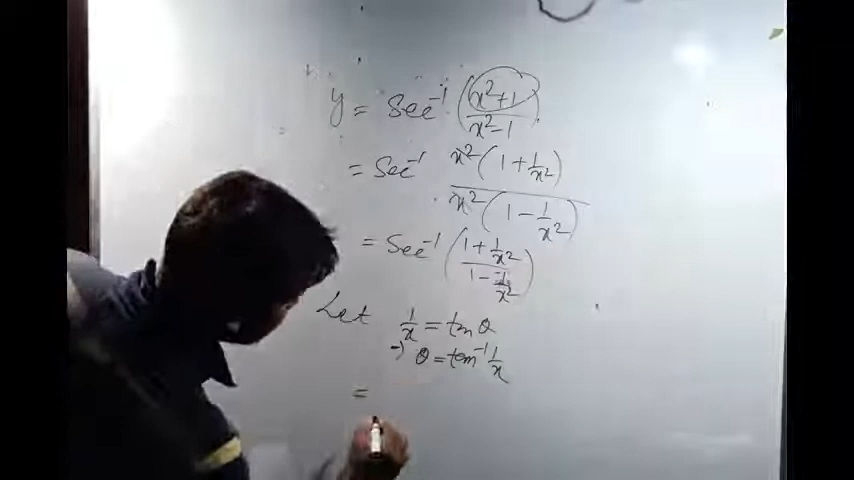 y = Sec⁻¹ (x²+1 / x²-1)
= Sec⁻¹ x²(1 + 1/x²) / x²(1 - 1/x²)
= Sec⁻¹ (1 + 1/x² / 1 - 1/x²)
Let 1/x = tan θ
⇒ θ = tan⁻¹ 1/x
=